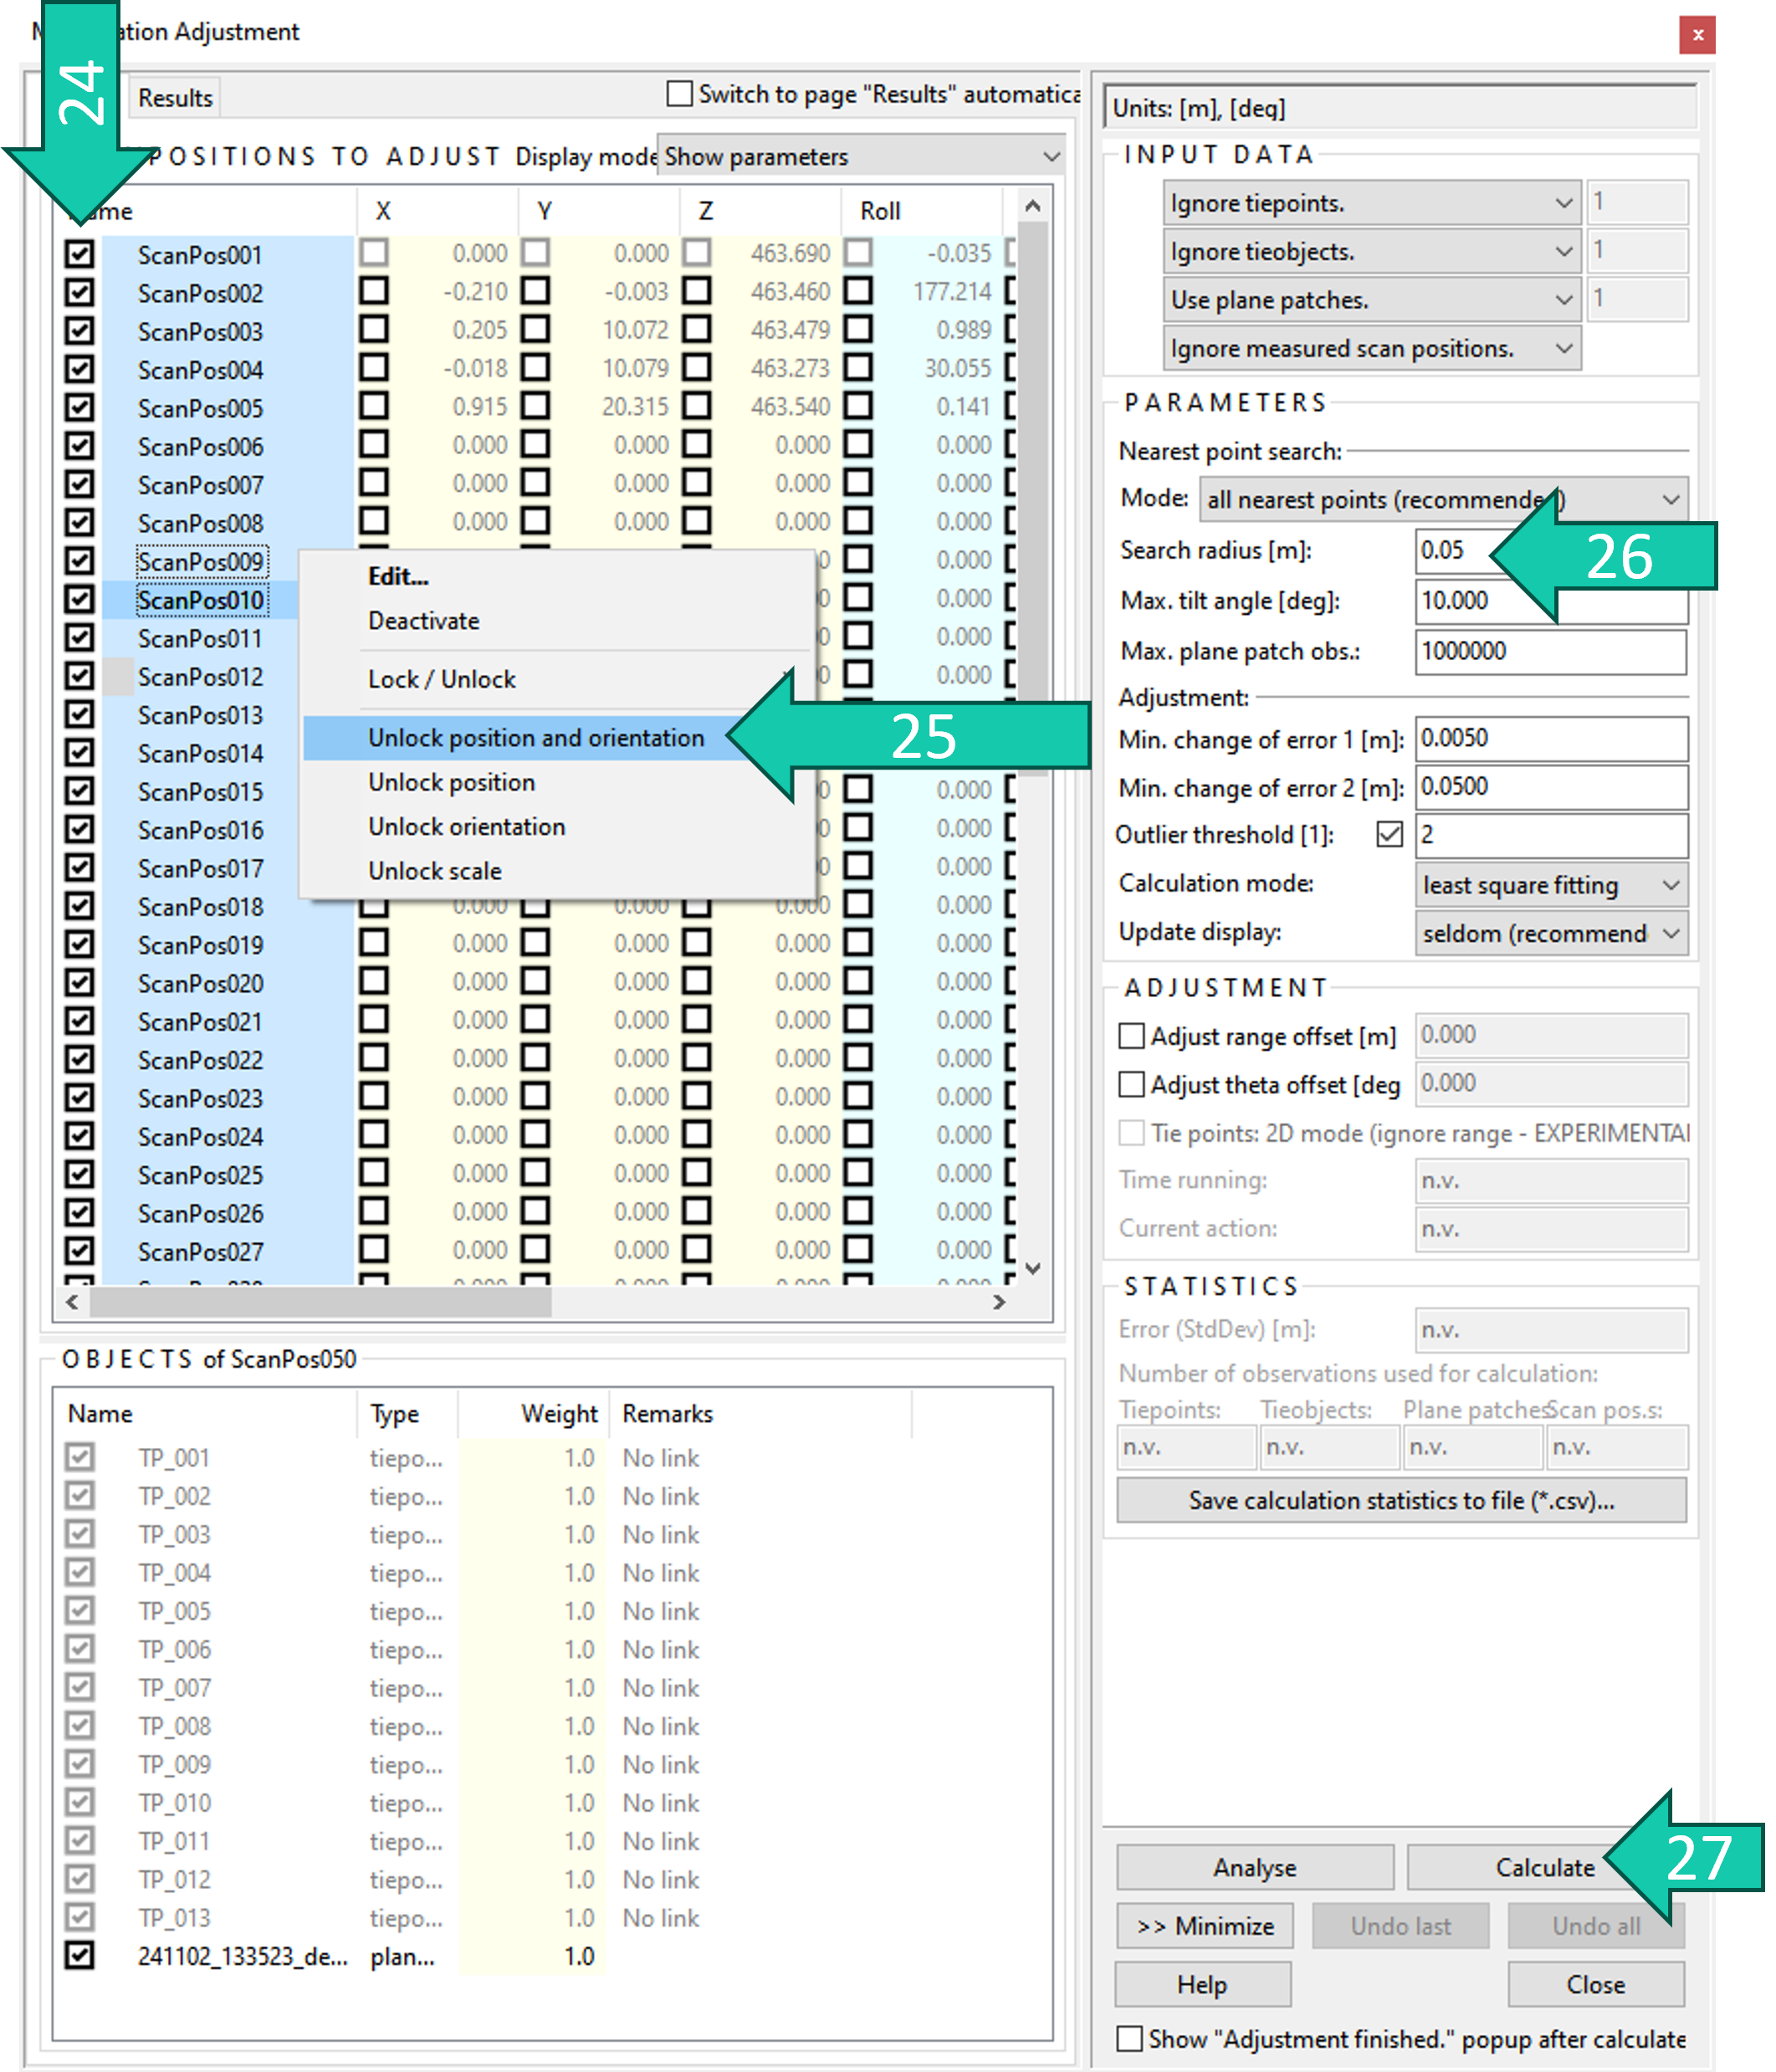 tion Adjustment
x
24
Results
Switch to page "Results" automatica
POSITIONS TO ADJUST Display mode Show parameters
me X Y Z Roll
ScanPos001 0.000 0.000 463.690 -0.035
ScanPos002 -0.210 -0.003 463.460 177.214
ScanPos003 0.205 10.072 463.479 0.989
ScanPos004 -0.018 10.079 463.273 30.055
ScanPos005 0.915 20.315 463.540 0.141
ScanPos006 0.000 0.000 0.000 0.000
ScanPos007 0.000 0.000 0.000 0.000
ScanPos008 0.000 0.000 0.000 0.000
ScanPos009 0 0.000
ScanPos010 0 0.000
ScanPos011 0 0.000
ScanPos012 0 0.000
ScanPos013
ScanPos014
ScanPos015 0 0.000
ScanPos016 0 0.000
ScanPos017 0 0.000
ScanPos018 0.000 0.000 0.000 0.000
ScanPos019 0.000 0.000 0.000 0.000
ScanPos020 0.000 0.000 0.000 0.000
ScanPos021 0.000 0.000 0.000 0.000
ScanPos022 0.000 0.000 0.000 0.000
ScanPos023 0.000 0.000 0.000 0.000
ScanPos024 0.000 0.000 0.000 0.000
ScanPos025 0.000 0.000 0.000 0.000
ScanPos026 0.000 0.000 0.000 0.000
ScanPos027 0.000 0.000 0.000 0.000
Edit...
Deactivate
Lock / Unlock
Unlock position and orientation
25
Unlock position
Unlock orientation
Unlock scale
OBJECTS of ScanPos050
Name Type Weight Remarks
TP_001 tiepo... 1.0 No link
TP_002 tiepo... 1.0 No link
TP_003 tiepo... 1.0 No link
TP_004 tiepo... 1.0 No link
TP_005 tiepo... 1.0 No link
TP_006 tiepo... 1.0 No link
TP_007 tiepo... 1.0 No link
TP_008 tiepo... 1.0 No link
TP_009 tiepo... 1.0 No link
TP_010 tiepo... 1.0 No link
TP_011 tiepo... 1.0 No link
TP_012 tiepo... 1.0 No link
TP_013 tiepo... 1.0 No link
241102_133523_de... plan... 1.0
Units: [m], [deg]
INPUT DATA
Ignore tiepoints. 1
Ignore tieobjects. 1
Use plane patches. 1
Ignore measured scan positions.
PARAMETERS
Nearest point search:
Mode: all nearest points (recommended)
Search radius [m]: 0.05
26
Max. tilt angle [deg]: 10.000
Max. plane patch obs.: 1000000
Adjustment:
Min. change of error 1 [m]: 0.0050
Min. change of error 2 [m]: 0.0500
Outlier threshold [1]: 2
Calculation mode: least square fitting
Update display: seldom (recommend
ADJUSTMENT
Adjust range offset [m] 0.000
Adjust theta offset [deg 0.000
Tie points: 2D mode (ignore range - EXPERIMENTAL
Time running: n.v.
Current action: n.v.
STATISTICS
Error (StdDev) [m]: n.v.
Number of observations used for calculation:
Tiepoints: Tieobjects: Plane patches Scan pos.s:
n.v. n.v. n.v. n.v.
Save calculation statistics to file (*.csv)...
Analyse Calculate
27
>> Minimize Undo last Undo all
Help Close
Show "Adjustment finished." popup after calculate